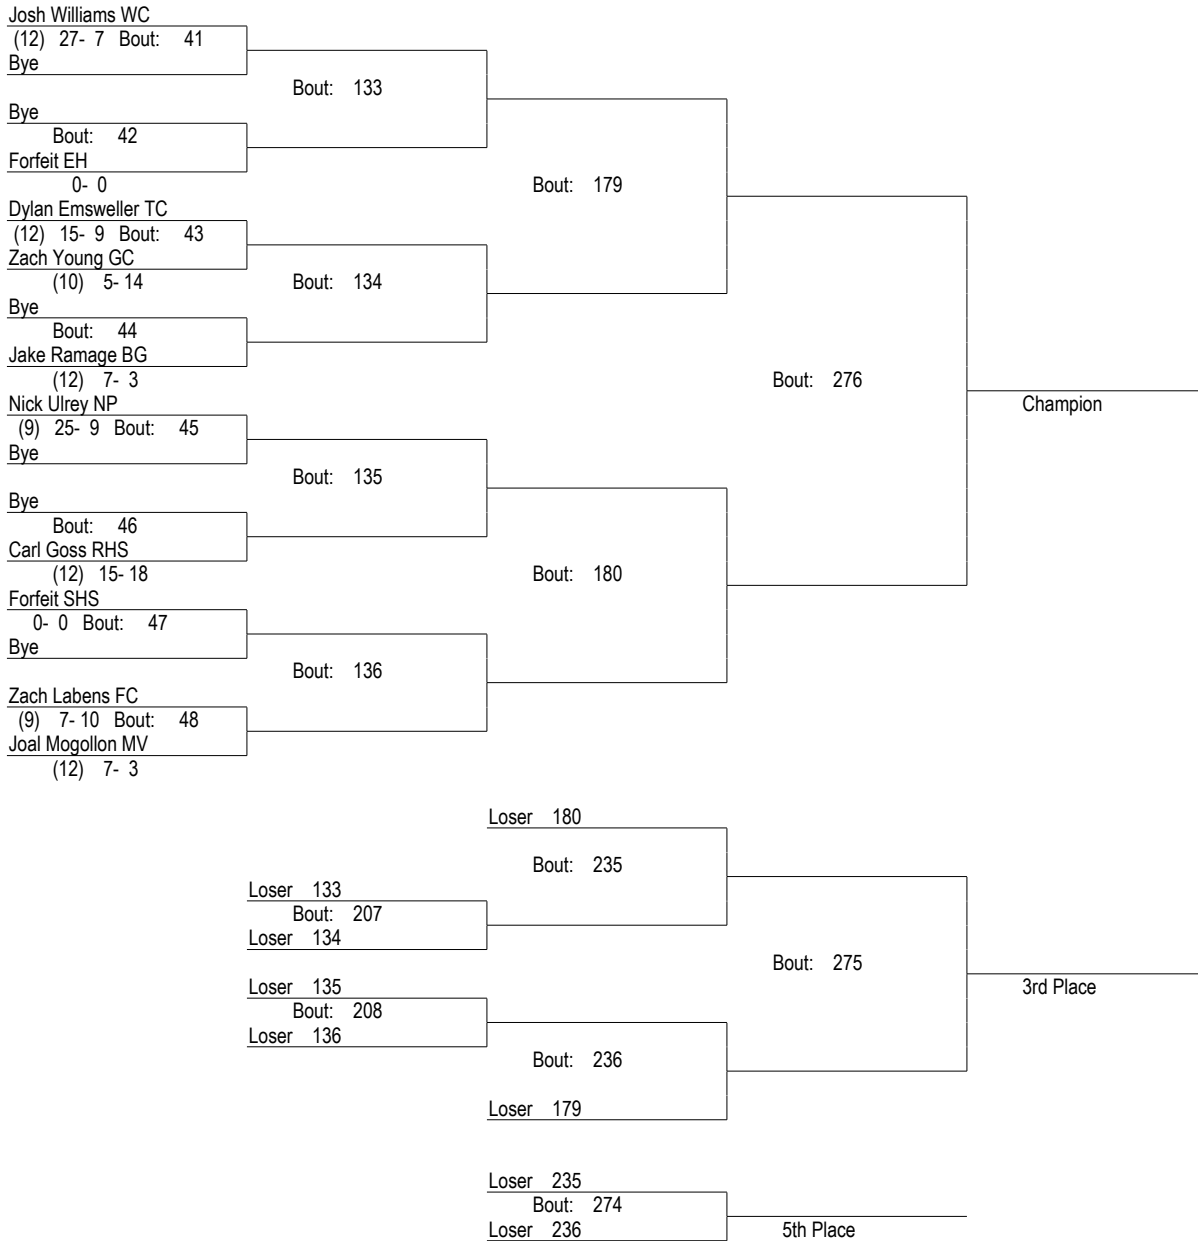 Josh Williams WC
(12) 27- 7 Bout: 41
Bye
Bout: 133
Bye
Bout: 42
Forfeit EH
0- 0
Bout: 179
Dylan Emsweller TC
(12) 15- 9 Bout: 43
Zach Young GC
(10) 5- 14
Bout: 134
Bye
Bout: 44
Jake Ramage BG
(12) 7- 3
Bout: 276
Nick Ulrey NP
Champion
(9) 25- 9 Bout: 45
Bye
Bout: 135
Bye
Bout: 46
Carl Goss RHS
(12) 15- 18
Bout: 180
Forfeit SHS
0- 0 Bout: 47
Bye
Bout: 136
Zach Labens FC
(9) 7- 10 Bout: 48
Joal Mogollon MV
(12) 7- 3
Loser 180
Bout: 235
Loser 133
Bout: 207
Loser 134
Bout: 275
Loser 135
3rd Place
Bout: 208
Loser 136
Bout: 236
Loser 179
Loser 235
Bout: 274
Loser 236
5th Place